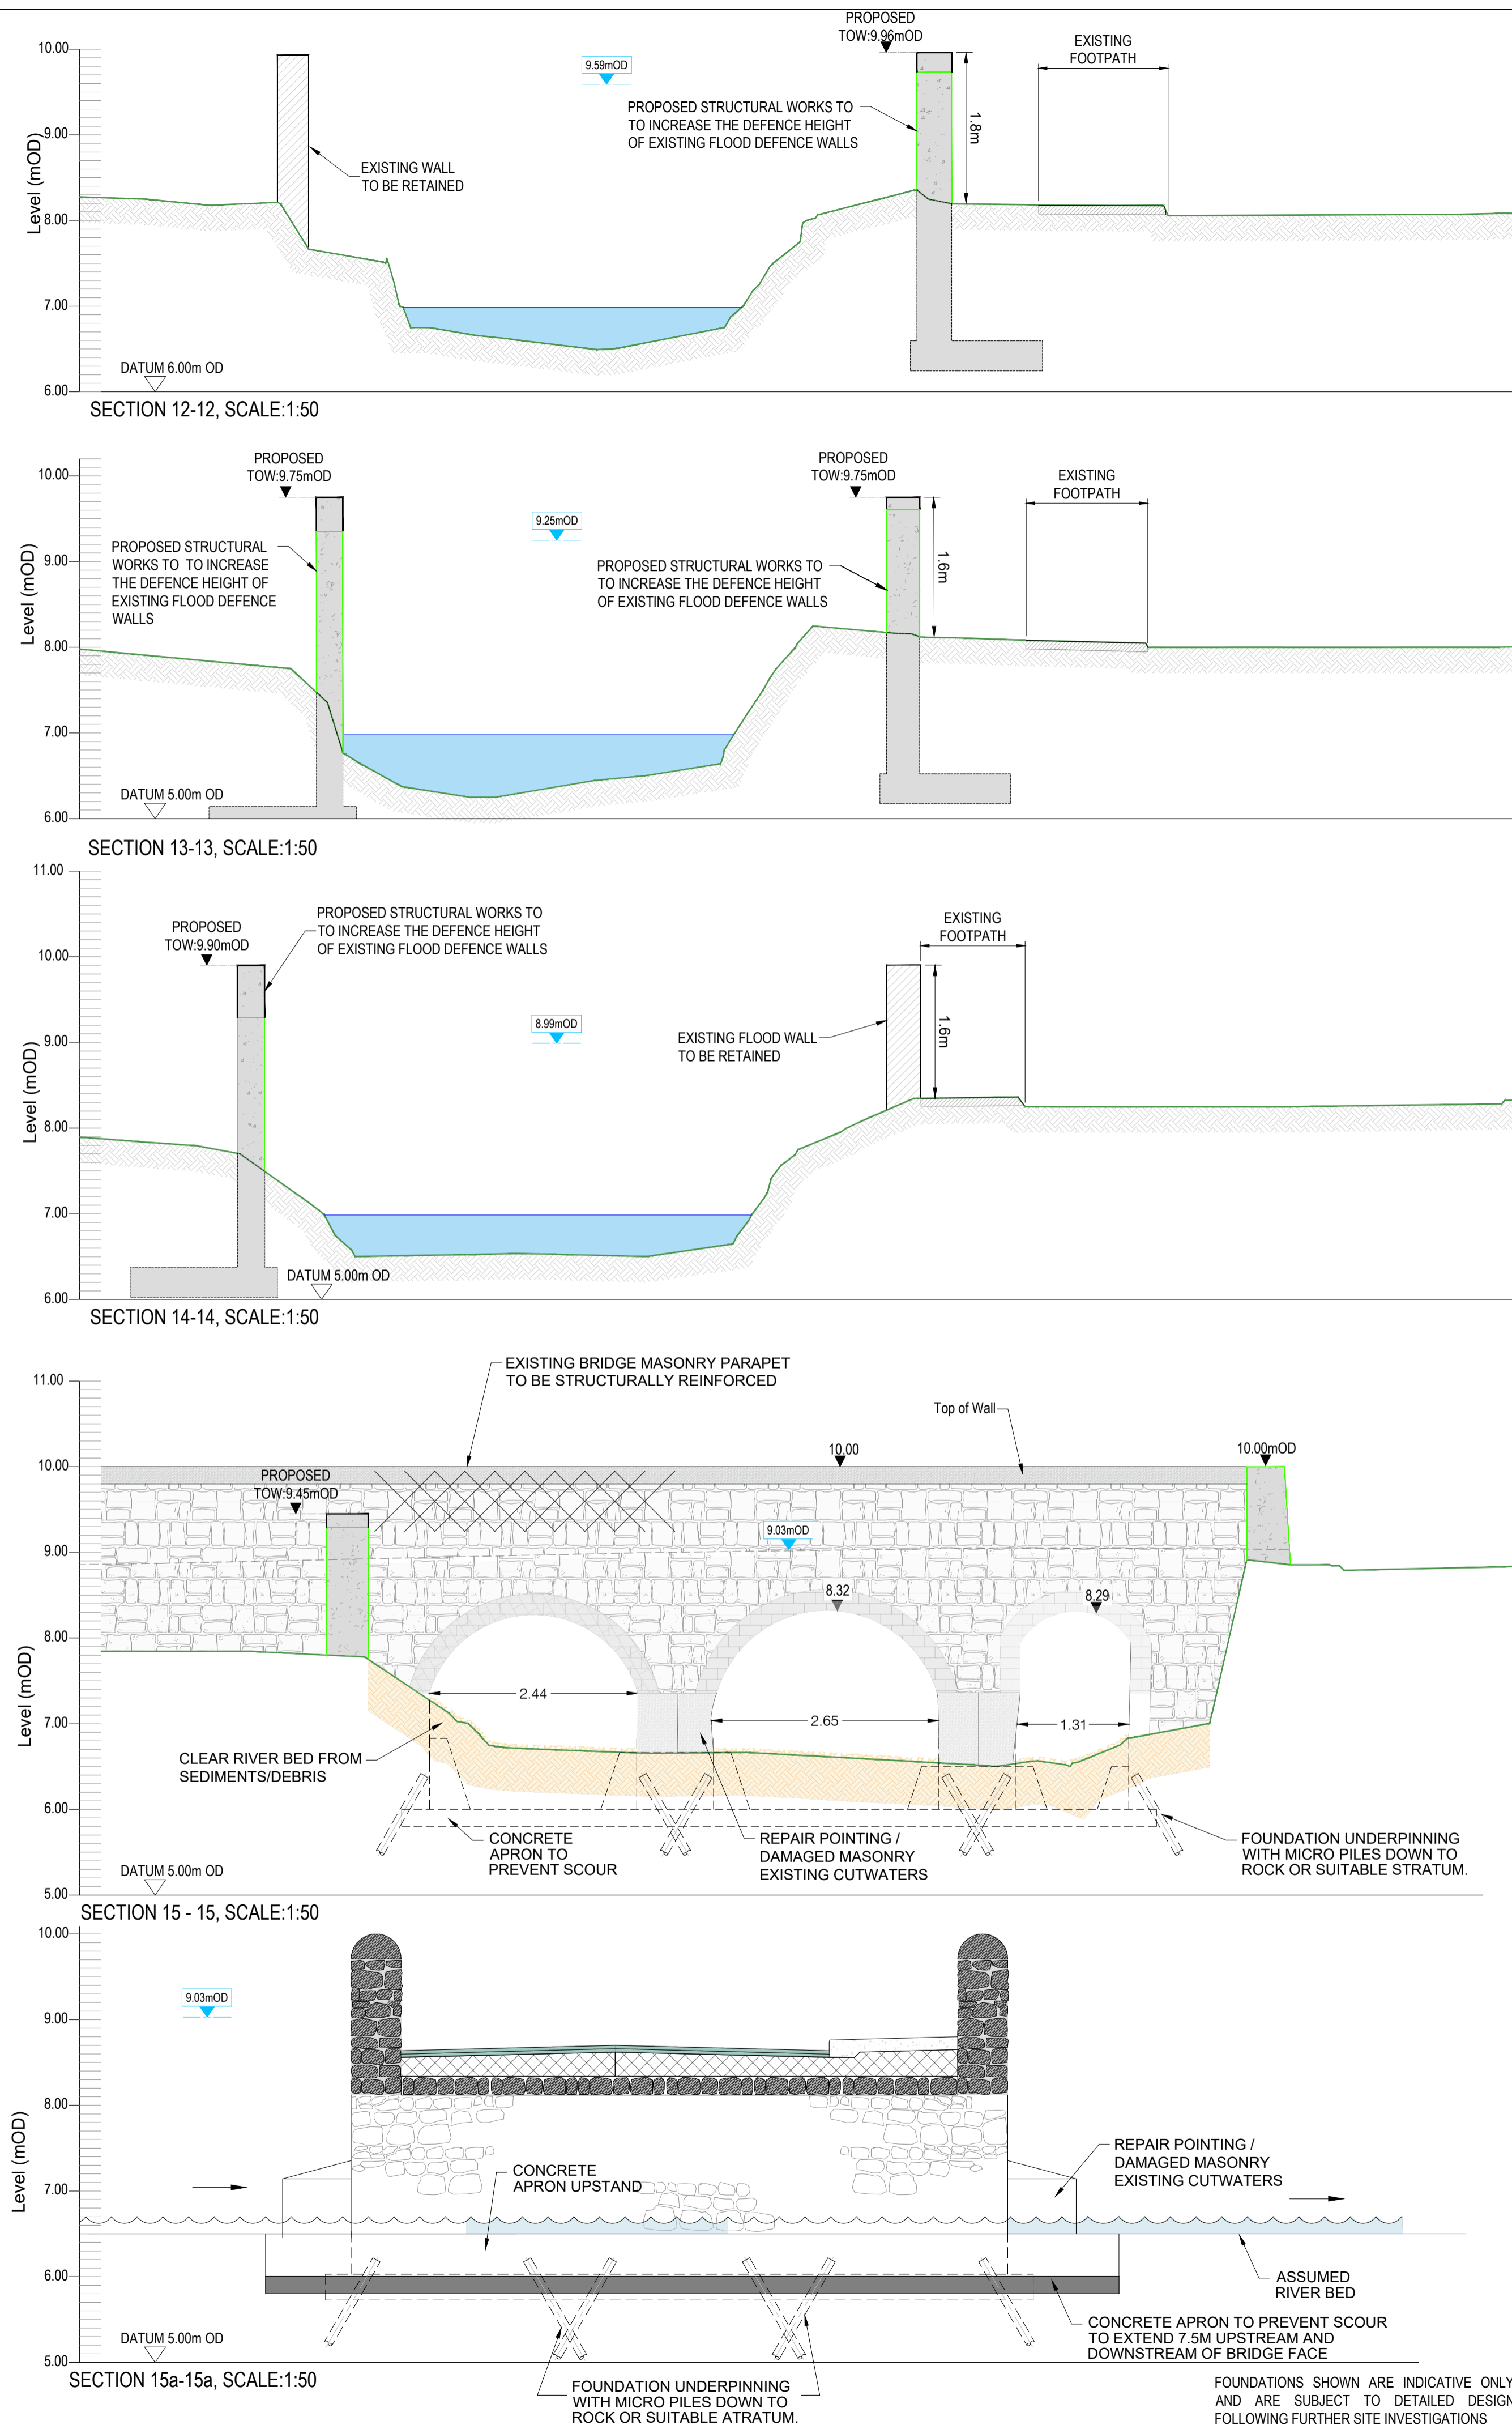 PROPOSED
TOW:9.96mOD
EXISTING
FOOTPATH
10.00
9.59mOD
PROPOSED STRUCTURAL WORKS TO
TO INCREASE THE DEFENCE HEIGHT
OF EXISTING FLOOD DEFENCE WALLS
1.8m
9.00
EXISTING WALL
TO BE RETAINED
Level (mOD)
8.00
7.00
DATUM 6.00m OD
6.00
SECTION 12-12, SCALE:1:50
PROPOSED
TOW:9.75mOD
PROPOSED
TOW:9.75mOD
EXISTING
FOOTPATH
10.00
9.25mOD
PROPOSED STRUCTURAL
WORKS TO  TO INCREASE
THE DEFENCE HEIGHT OF
EXISTING FLOOD DEFENCE
WALLS
PROPOSED STRUCTURAL WORKS TO
TO INCREASE THE DEFENCE HEIGHT
OF EXISTING FLOOD DEFENCE WALLS
1.6m
9.00
Level (mOD)
8.00
7.00
DATUM 5.00m OD
6.00
SECTION 13-13, SCALE:1:50
11.00
PROPOSED
TOW:9.90mOD
PROPOSED STRUCTURAL WORKS TO
TO INCREASE THE DEFENCE HEIGHT
OF EXISTING FLOOD DEFENCE WALLS
EXISTING
FOOTPATH
10.00
8.99mOD
EXISTING FLOOD WALL
TO BE RETAINED
1.6m
9.00
Level (mOD)
8.00
7.00
DATUM 5.00m OD
6.00
SECTION 14-14, SCALE:1:50
EXISTING BRIDGE MASONRY PARAPET
TO BE STRUCTURALLY REINFORCED
11.00
Top of Wall
10.00
10.00mOD
10.00
PROPOSED
TOW:9.45mOD
9.03mOD
9.00
8.32
8.29
8.00
Level (mOD)
2.44
2.65
1.31
7.00
CLEAR RIVER BED FROM
SEDIMENTS/DEBRIS
6.00
CONCRETE
APRON TO
PREVENT SCOUR
REPAIR POINTING /
DAMAGED MASONRY
EXISTING CUTWATERS
FOUNDATION UNDERPINNING
WITH MICRO PILES DOWN TO
ROCK OR SUITABLE STRATUM.
DATUM 5.00m OD
5.00
SECTION 15 - 15, SCALE:1:50
10.00
9.03mOD
9.00
8.00
Level (mOD)
REPAIR POINTING /
DAMAGED MASONRY
EXISTING CUTWATERS
CONCRETE
APRON UPSTAND
7.00
6.00
ASSUMED
RIVER BED
CONCRETE APRON TO PREVENT SCOUR
TO EXTEND 7.5M UPSTREAM AND
DOWNSTREAM OF BRIDGE FACE
DATUM 5.00m OD
5.00
SECTION 15a-15a, SCALE:1:50
FOUNDATION UNDERPINNING
WITH MICRO PILES DOWN TO
ROCK OR SUITABLE ATRATUM.
FOUNDATIONS SHOWN ARE INDICATIVE ONLY
AND ARE SUBJECT TO DETAILED DESIGN
FOLLOWING FURTHER SITE INVESTIGATIONS